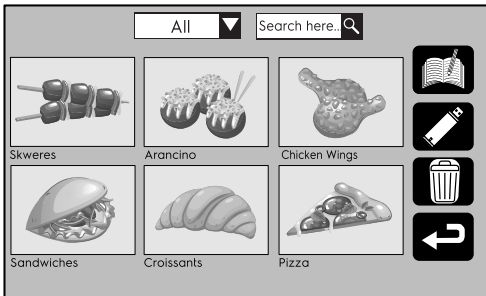 All
Search here..
Skweres
Arancino
Chicken Wings
Sandwiches
Croissants
Pizza